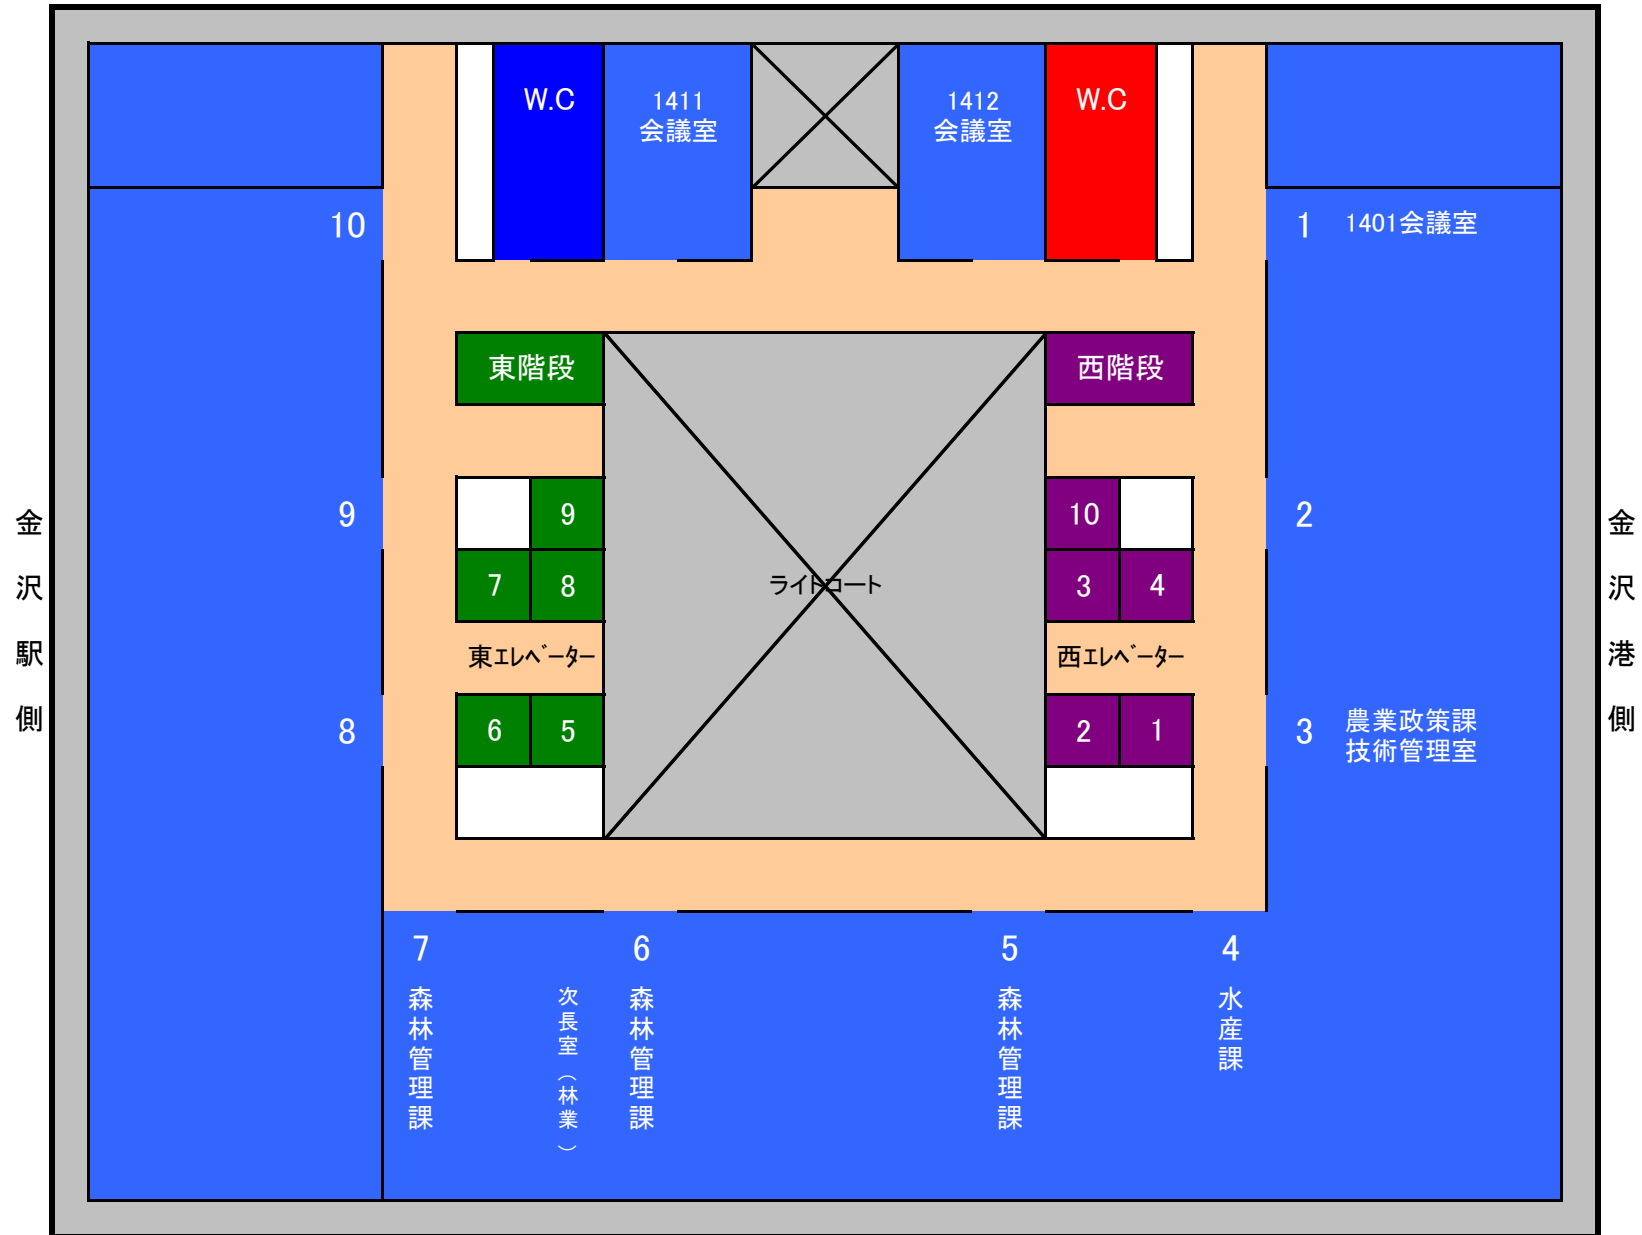 W.C
1411
会議室
1412
会議室
W.C
10
1
1401会議室
東階段
西階段
9
9
10
2
7
8
ライトコート
3
4
東エレベーター
西エレベーター
8
6
5
2
1
3
農業政策課
技術管理室
金沢駅側
金沢港側
7
6
5
4
森林管理課
次長室（林業）
森林管理課
森林管理課
水産課